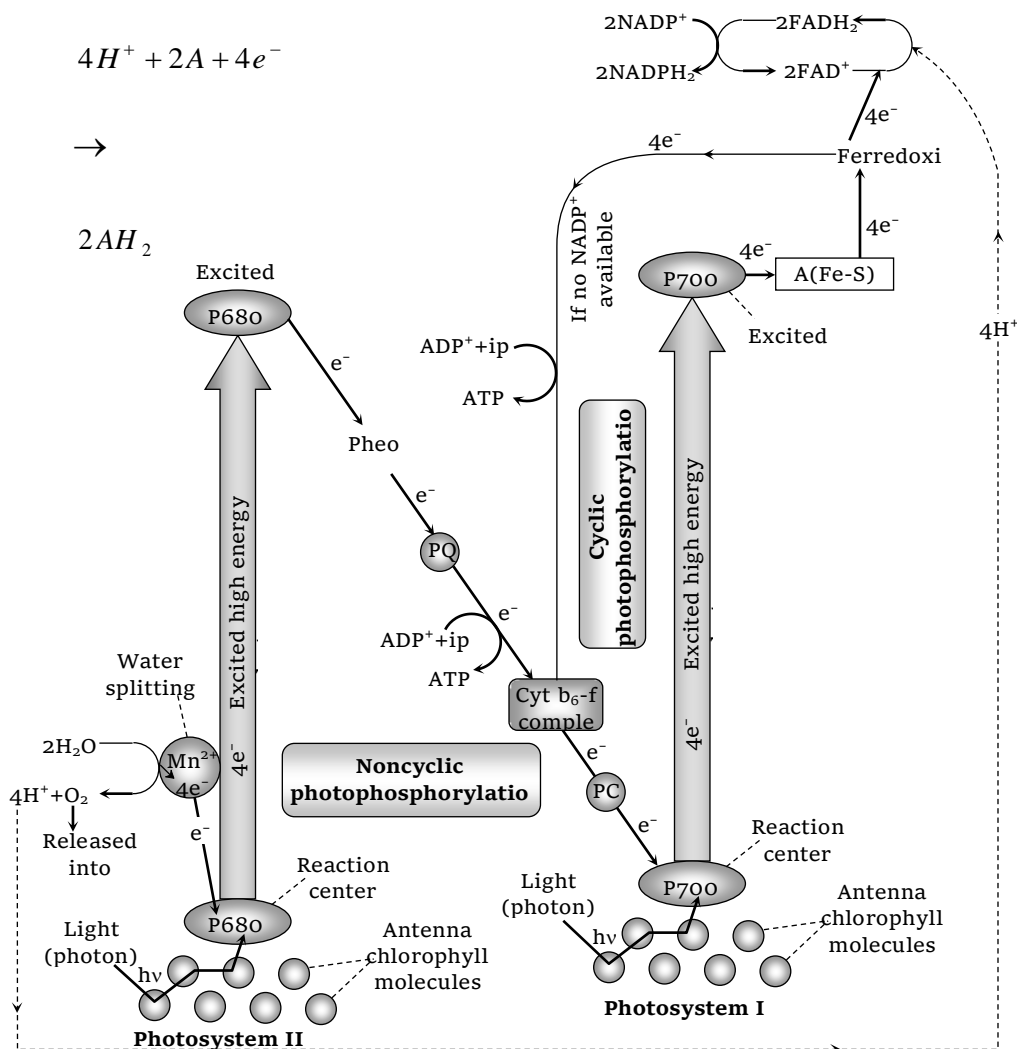 4H⁺ + 2A + 4e⁻
→
2AH₂
2NADP⁺
2FADH₂
2NADPH₂
2FAD⁺
4e⁻
4e⁻
Ferredoxi
4e⁻
If no NADP⁺
available
Excited
P680
e⁻
Pheo
e⁻
PQ
e⁻
ADP⁺+ip
ATP
ADP⁺+ip
ATP
4e⁻
P700
A(Fe-S)
Excited
4H⁺
Cyclic
photophosphorylatio
Excited high energy
4e⁻
Excited high energy
4e⁻
Water
splitting
2H₂O
Mn²⁺
4e⁻
4H⁺+O₂
Released
into
e⁻
Noncyclic
photophosphorylatio
Cyt b₆-f
comple
e⁻
PC
e⁻
Reaction
center
P680
Light
(photon)
hν
Antenna
chlorophyll
molecules
Photosystem II
Reaction
center
P700
Light
(photon)
hν
Antenna
chlorophyll
molecules
Photosystem I